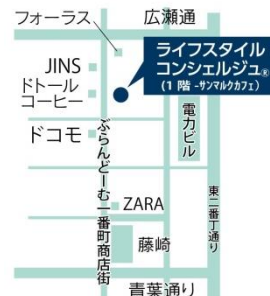 フォーラス
広瀬通
ライフスタイル
コンシェルジュ®
(1 階 -サンマルクカフェ)
JINS
ドトール
コーヒー
ドコモ
ぶらんどーむ一番町商店街
電力ビル
東二番丁通り
ZARA
藤崎
青葉通り